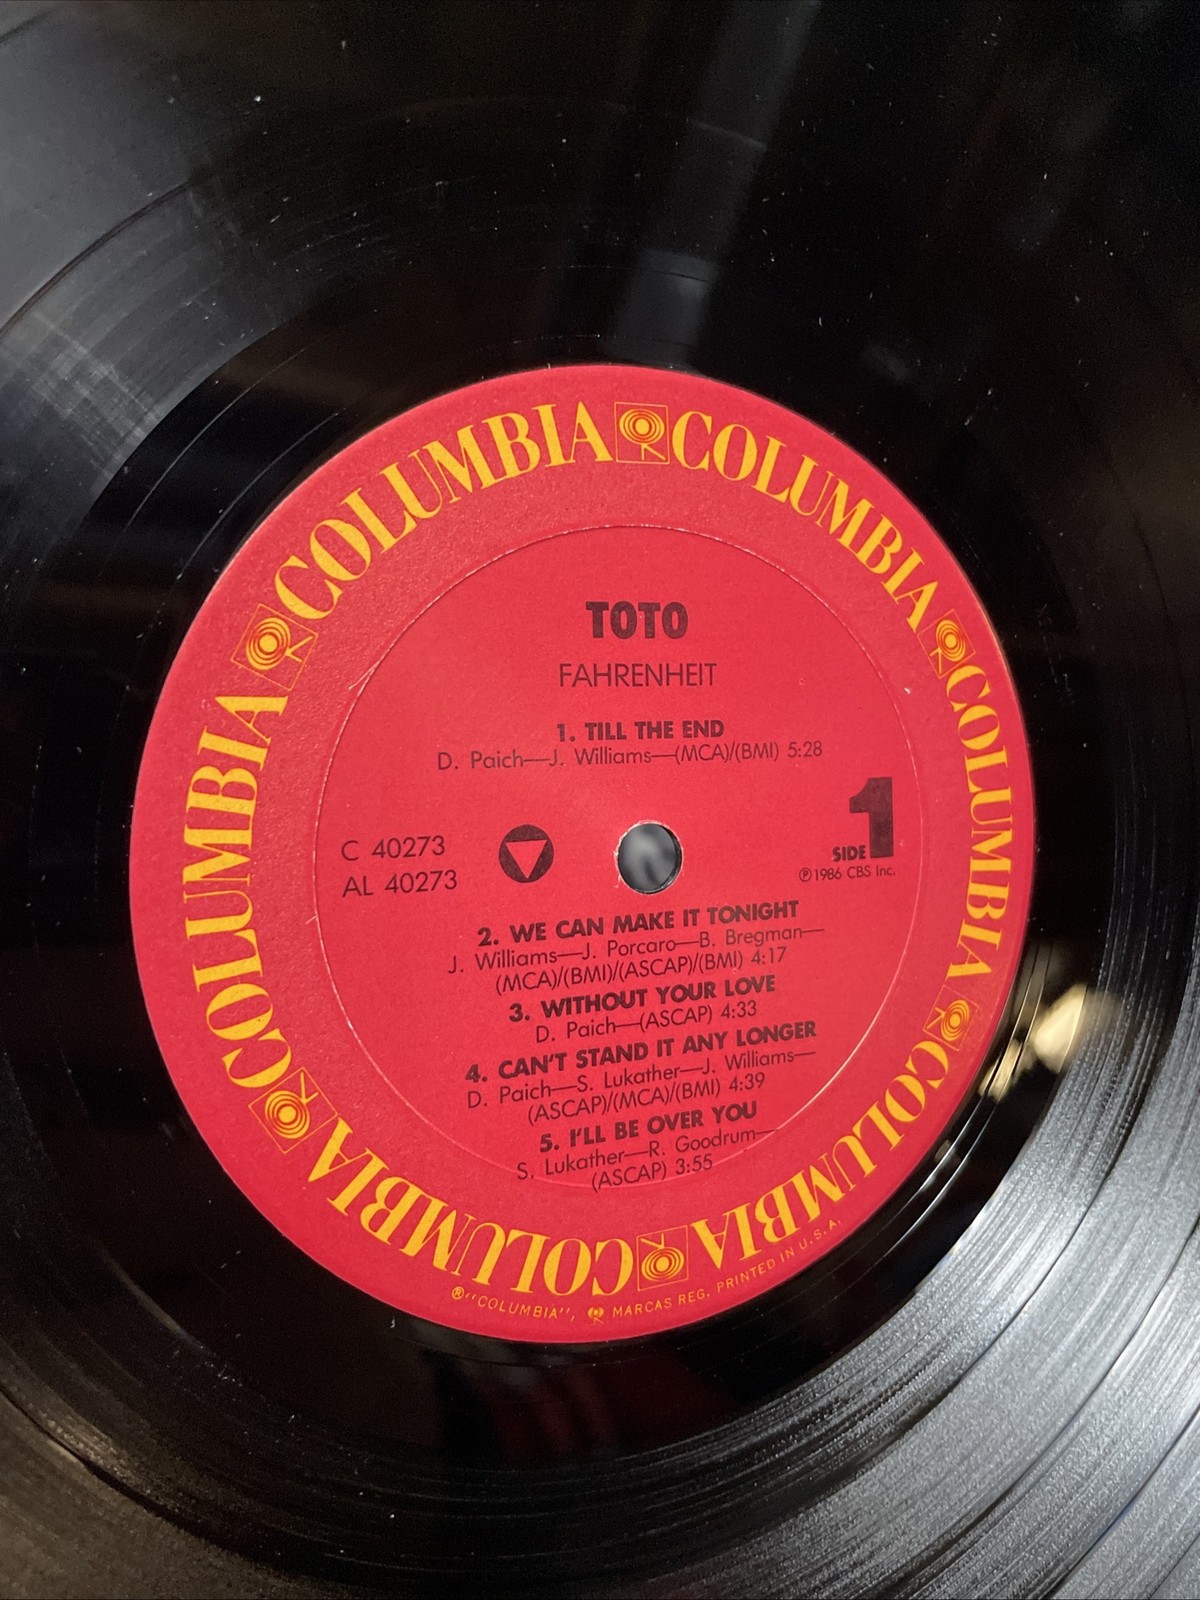 COLUMBIA COLUMBIA COLUMBIA COLUMBIA COLUMBIA COLUMBIA
TOTO
FAHRENHEIT
1. TILL THE END
D. Paich—J. Williams—(MCA)/(BMI) 5:28
C 40273
AL 40273
SIDE 1
℗1986 CBS Inc.
2. WE CAN MAKE IT TONIGHT
J. Williams—J. Porcaro—B. Bregman—
(MCA)/(BMI)/(ASCAP)/(BMI) 4:17
3. WITHOUT YOUR LOVE
D. Paich—(ASCAP) 4:33
4. CAN'T STAND IT ANY LONGER
D. Paich—S. Lukather—J. Williams—
(ASCAP)/(MCA)/(BMI) 4:39
5. I'LL BE OVER YOU
S. Lukather—R. Goodrum—
(ASCAP) 3:55
®"COLUMBIA", MARCAS REG. PRINTED IN U.S.A.